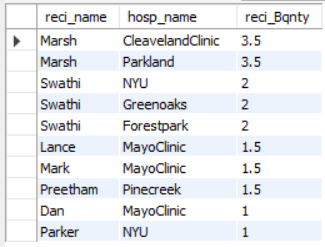 reci_name hosp_name reci_Bqnty
Marsh CleavelandClinic 3.5
Marsh Parkland 3.5
Swathi NYU 2
Swathi Greenoaks 2
Swathi Forestpark 2
Lance MayoClinic 1.5
Mark MayoClinic 1.5
Preetham Pinecreek 1.5
Dan MayoClinic 1
Parker NYU 1